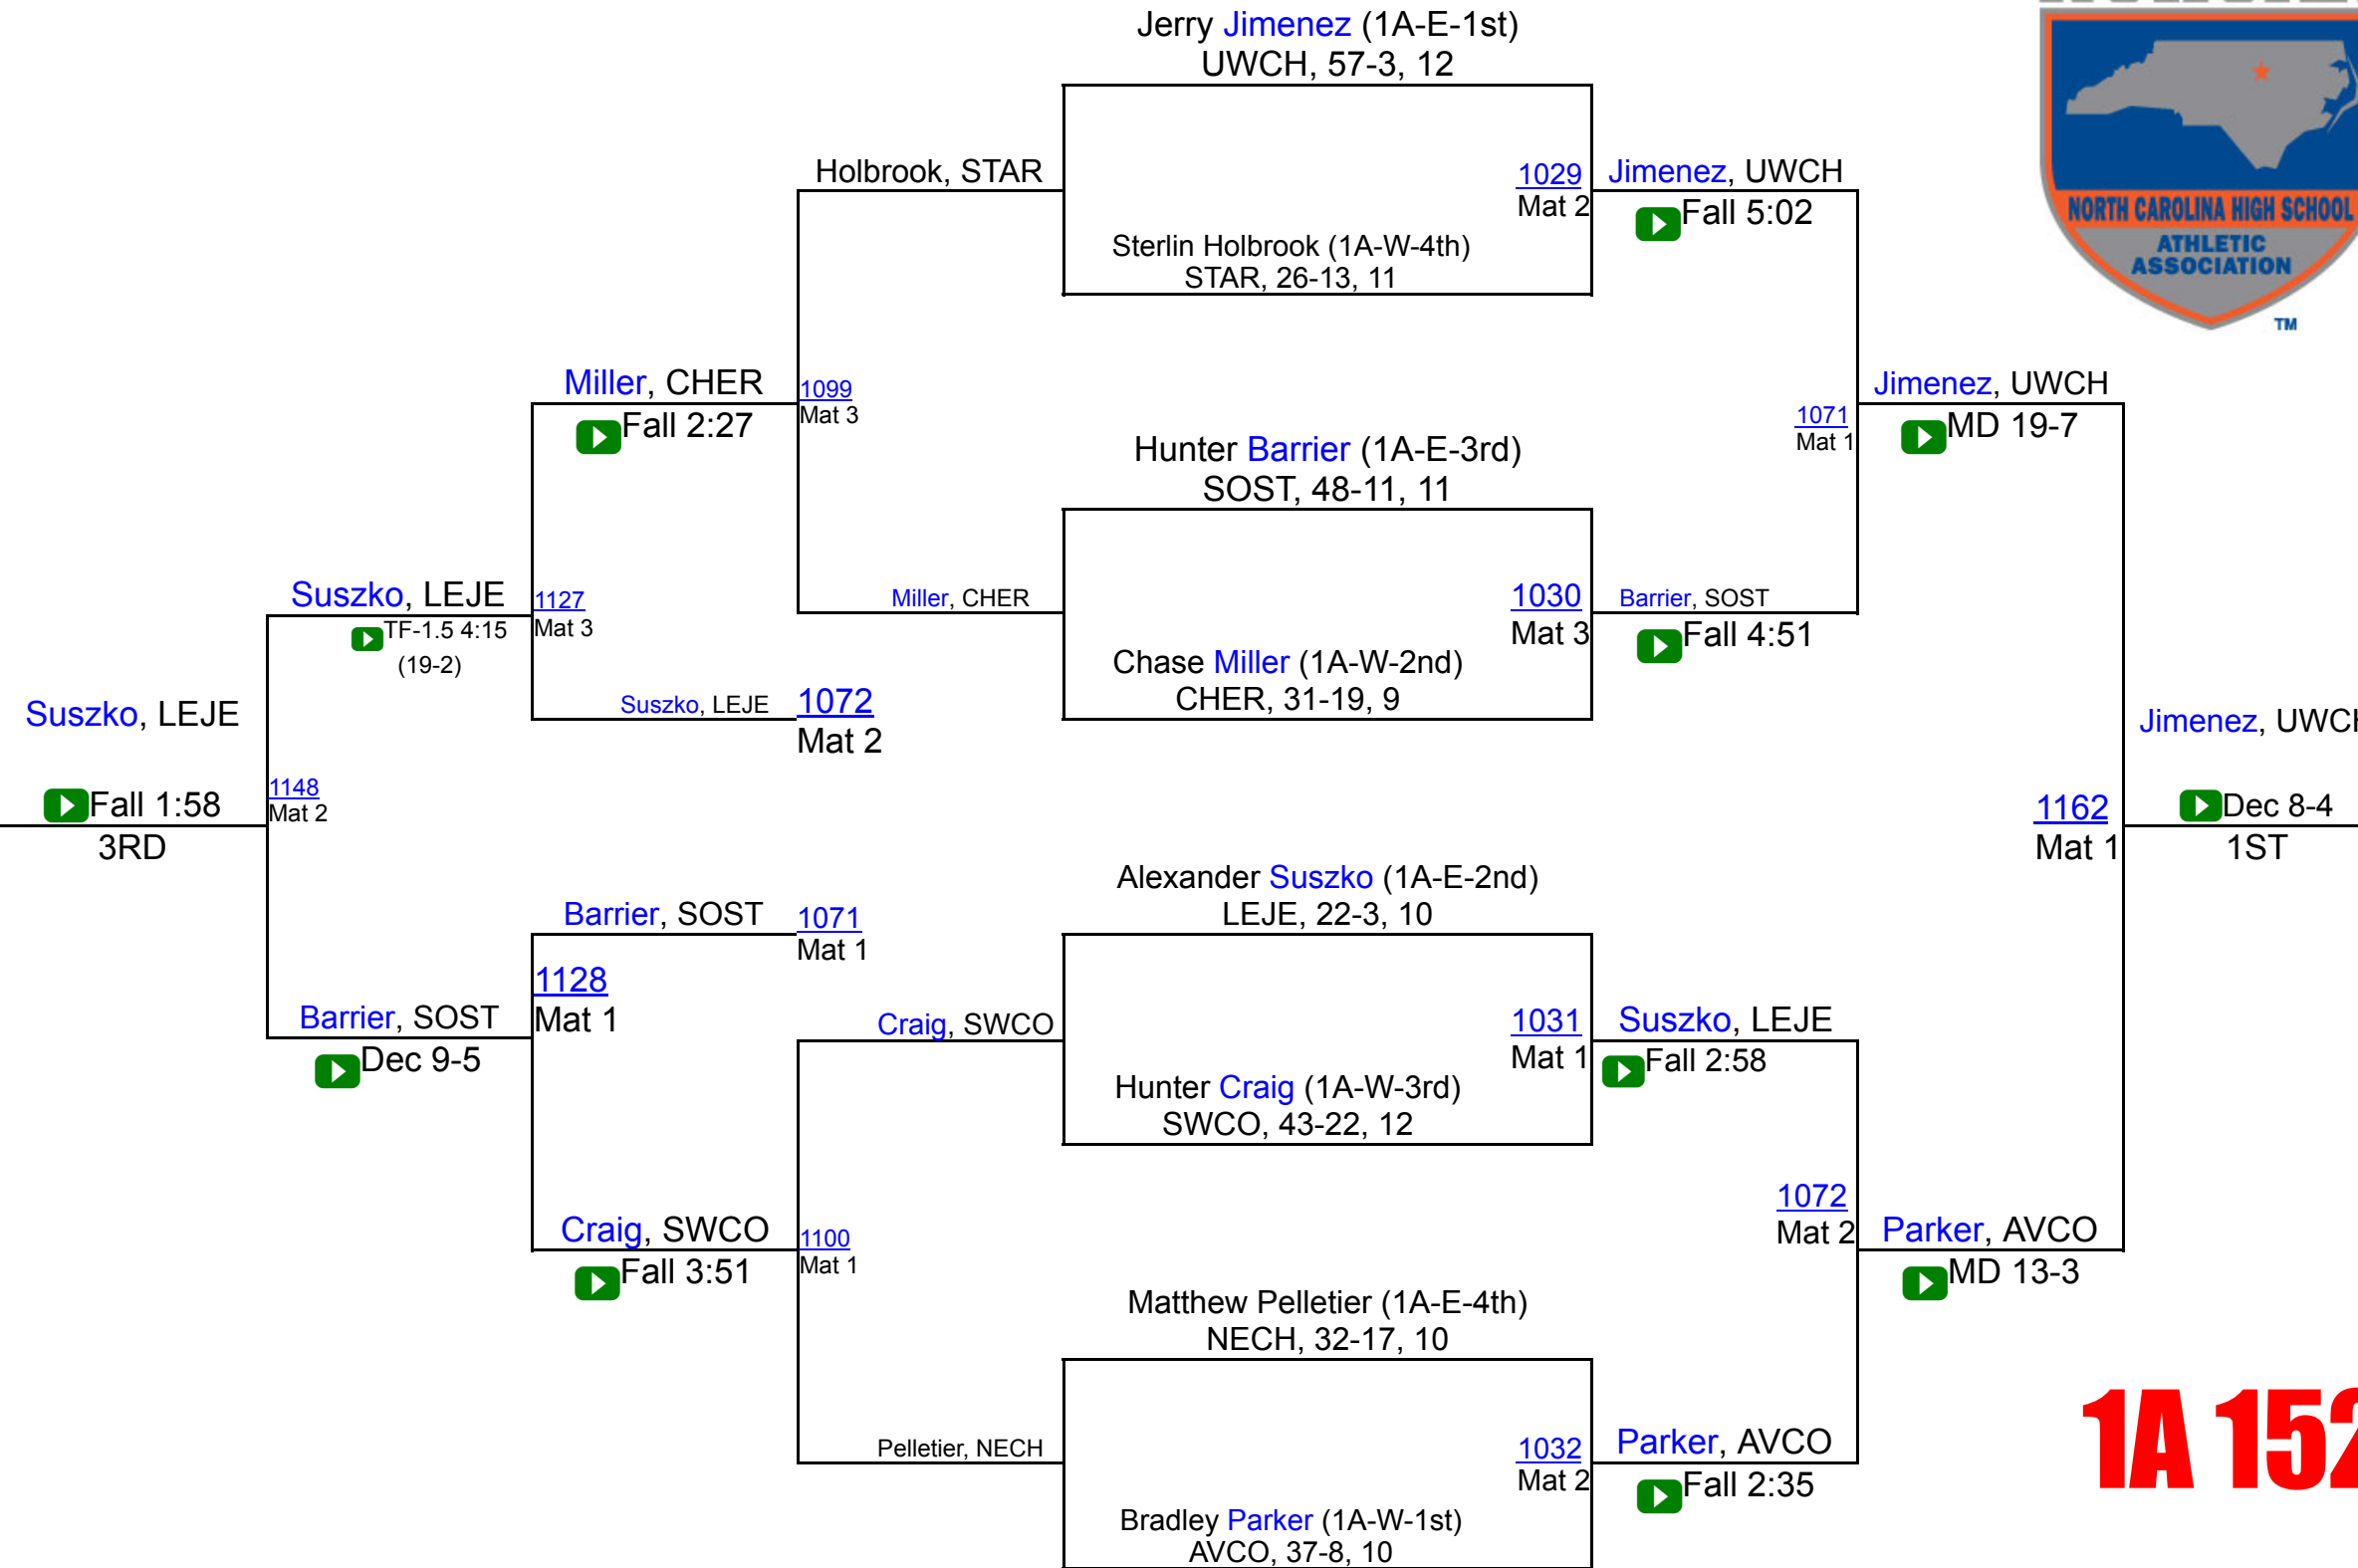 Jerry Jimenez (1A-E-1st)
UWCH, 57-3, 12
Holbrook, STAR
1029
Mat 2
Jimenez, UWCH
Fall 5:02
Sterlin Holbrook (1A-W-4th)
STAR, 26-13, 11
NORTH CAROLINA HIGH SCHOOL
ATHLETIC
ASSOCIATION
TM
Miller, CHER
Fall 2:27
1099
Mat 3
Jimenez, UWCH
MD 19-7
1071
Mat 1
Hunter Barrier (1A-E-3rd)
SOST, 48-11, 11
Suszko, LEJE
TF-1.5 4:15
(19-2)
1127
Mat 3
Miller, CHER
1030
Mat 3
Barrier, SOST
Fall 4:51
Chase Miller (1A-W-2nd)
CHER, 31-19, 9
Suszko, LEJE
Suszko, LEJE
1072
Mat 2
Jimenez, UWCH
Fall 1:58
3RD
1148
Mat 2
1162
Mat 1
Dec 8-4
1ST
Alexander Suszko (1A-E-2nd)
LEJE, 22-3, 10
Barrier, SOST
1071
Mat 1
1128
Mat 1
Barrier, SOST
Dec 9-5
Craig, SWCO
1031
Mat 1
Suszko, LEJE
Fall 2:58
Hunter Craig (1A-W-3rd)
SWCO, 43-22, 12
Craig, SWCO
Fall 3:51
1100
Mat 1
1072
Mat 2
Parker, AVCO
MD 13-3
Matthew Pelletier (1A-E-4th)
NECH, 32-17, 10
Pelletier, NECH
1032
Mat 2
Parker, AVCO
Fall 2:35
Bradley Parker (1A-W-1st)
AVCO, 37-8, 10
1A 152